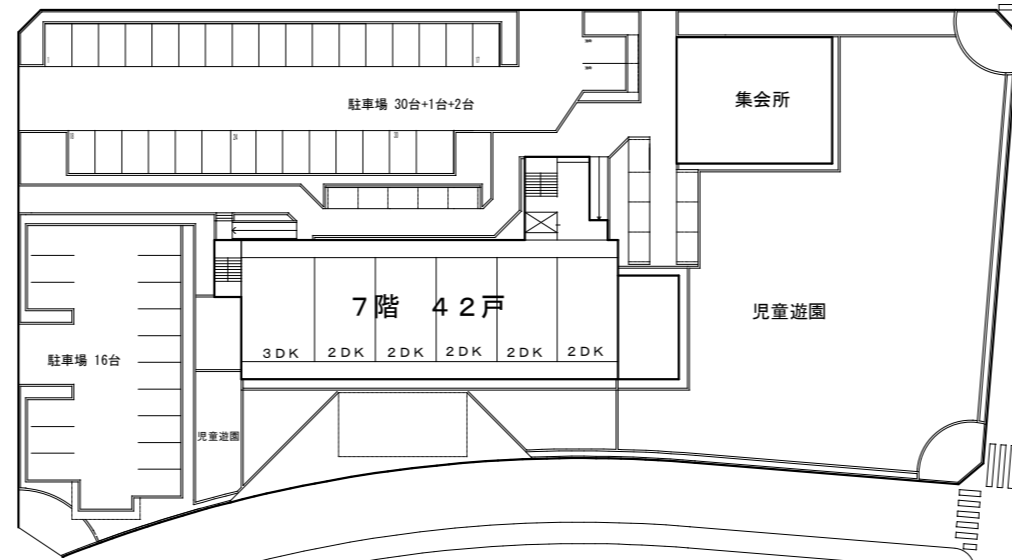 駐車場 30台+1台+2台
集会所
7階 42戸
児童遊園
3DK 2DK 2DK 2DK 2DK 2DK
駐車場 16台
児童遊園